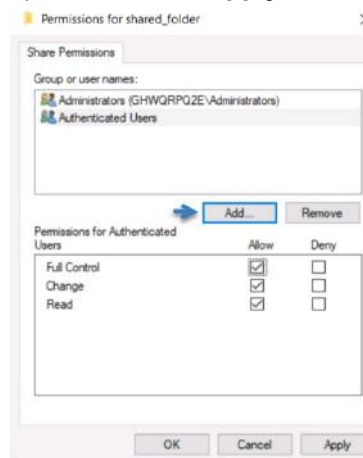 Permissions for shared_folder
Share Permissions
Group or user names:
Administrators (GHWQRPQ2E\Administrators)
Authenticated Users
Add... Remove
Permissions for Authenticated
Users Allow Deny
Full Control
Change
Read
OK Cancel Apply